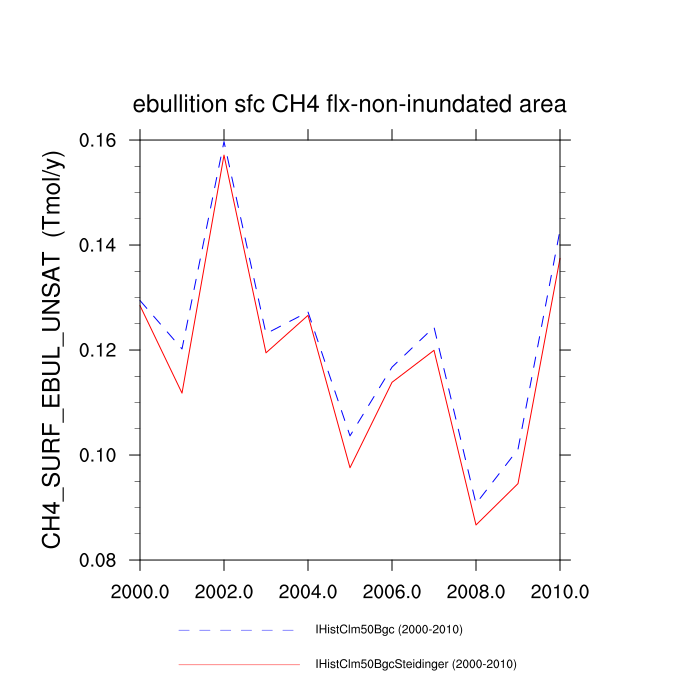 ebullition sfc CH4 flx-non-inundated area
CH4_SURF_EBUL_UNSAT (Tmol/y)
0.16
0.14
0.12
0.10
0.08
2000.0 2002.0 2004.0 2006.0 2008.0 2010.0
IHistClm50Bgc (2000-2010)
IHistClm50BgcSteidinger (2000-2010)